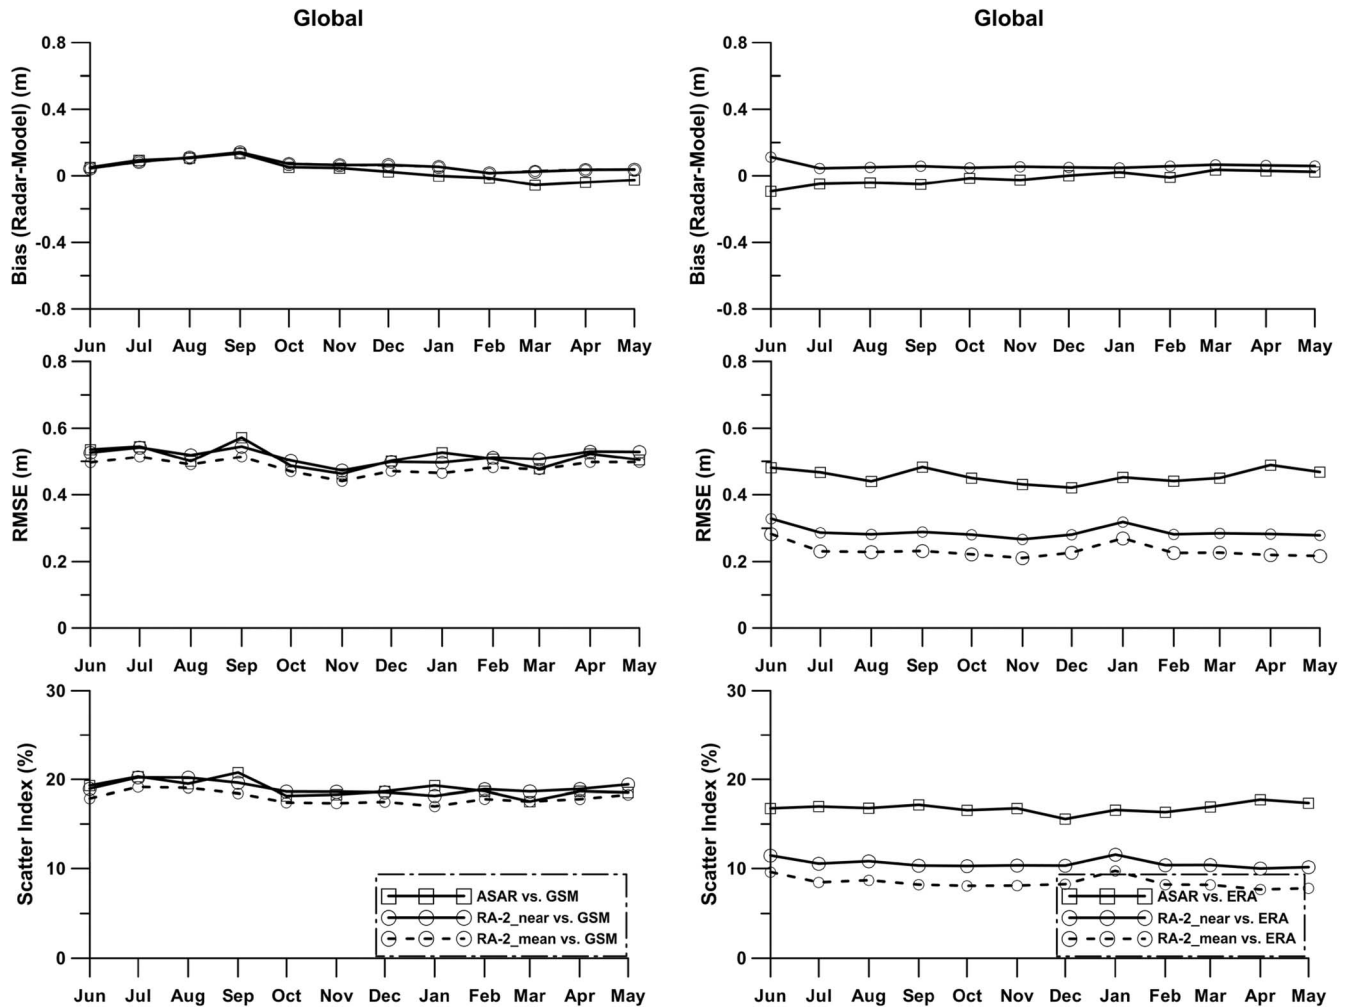 Global
0.8
0.4
0
-0.4
-0.8
Bias (Radar-Model) (m)
Jun Jul Aug Sep Oct Nov Dec Jan Feb Mar Apr May
Global
0.8
0.4
0
-0.4
-0.8
Bias (Radar-Model) (m)
Jun Jul Aug Sep Oct Nov Dec Jan Feb Mar Apr May
0.8
0.6
0.4
0.2
0
RMSE (m)
Jun Jul Aug Sep Oct Nov Dec Jan Feb Mar Apr May
0.8
0.6
0.4
0.2
0
RMSE (m)
Jun Jul Aug Sep Oct Nov Dec Jan Feb Mar Apr May
30
20
10
0
Scatter Index (%)
ASAR vs. GSM
RA-2_near vs. GSM
RA-2_mean vs. GSM
Jun Jul Aug Sep Oct Nov Dec Jan Feb Mar Apr May
30
20
10
0
Scatter Index (%)
ASAR vs. ERA
RA-2_near vs. ERA
RA-2_mean vs. ERA
Jun Jul Aug Sep Oct Nov Dec Jan Feb Mar Apr May